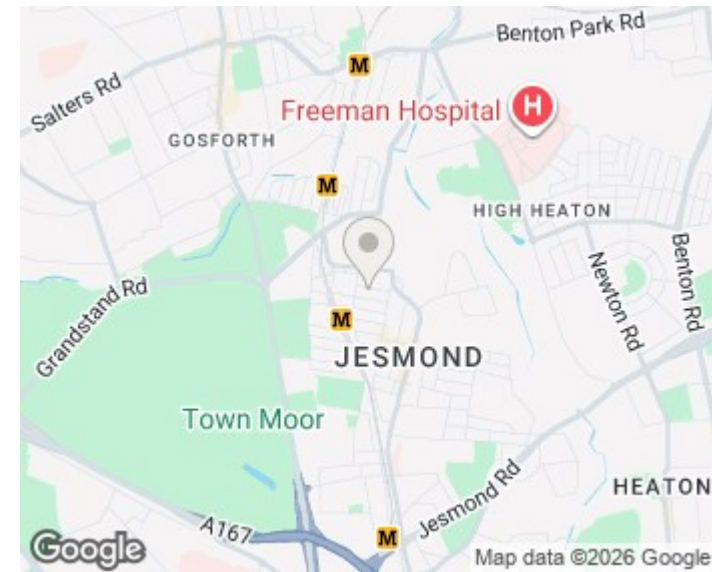 Benton Park Rd
M
Salters Rd
Freeman Hospital
H
GOSFORTH
M
HIGH HEATON
Grandstand Rd
Newton Rd
Benton Rd
M
JESMOND
Town Moor
Jesmond Rd
HEATON
A167
M
Google
Map data ©2026 Google